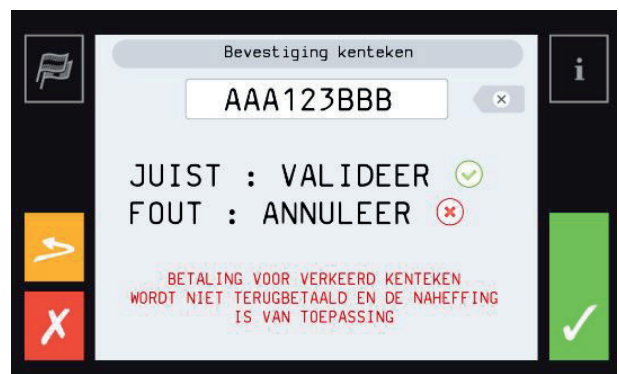 Bevestiging kenteken
AAA123BBB
JUIST : VALIDEER
FOUT : ANNULEER
BETALING VOOR VERKEERD KENTEKEN
WORDT NIET TERUGBETAALD EN DE NAHEFFING
IS VAN TOEPASSING
i